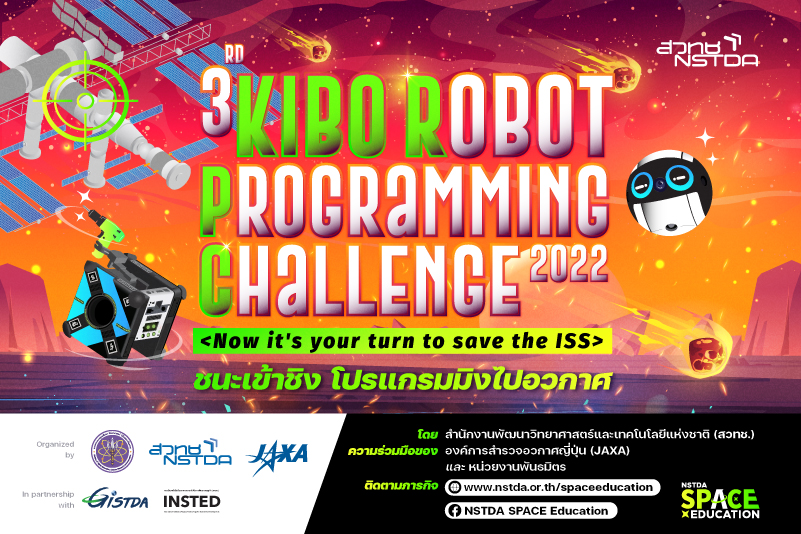 สวทช
NSTDA
3RD KIBO ROBOT
PROGRAMMING
CHALLENGE 2022
<Now it's your turn to save the ISS>
ชนะเข้าชิง โปรแกรมมิงไปอวกาศ
Organized
by
สวทช
NSTDA
JAXA
In partnership
with
GISTDA
INSTED
โดย สำนักงานพัฒนาวิทยาศาสตร์และเทคโนโลยีแห่งชาติ (สวทช.)
ความร่วมมือของ องค์การสำรวจอวกาศญี่ปุ่น (JAXA)
และ หน่วยงานพันธมิตร
ติดตามภารกิจ www.nstda.or.th/spaceeducation
NSTDA SPACE Education
NSTDA
SPACE
EDUCATION